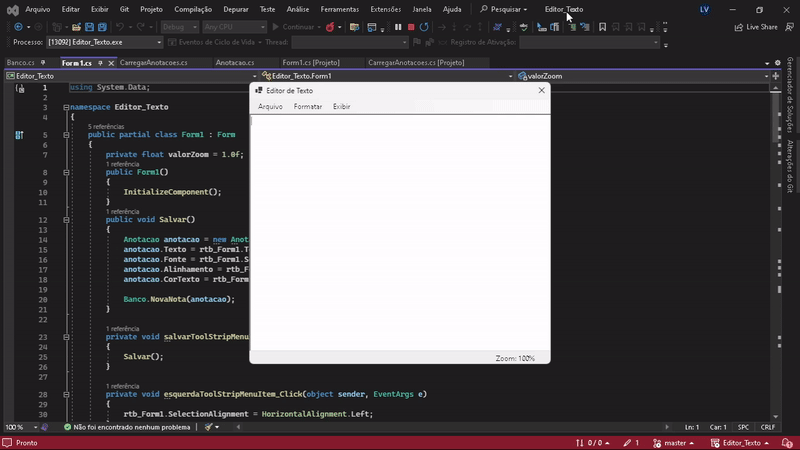 Arquivo Editar Exibir Git Projeto Compilação Depurar Teste Análise Ferramentas Extensões Janela Ajuda Pesquisar Editor_Texto LV
Debug Any CPU Continuar Live Share
Processo: [13092] Editor_Texto.exe Eventos de Ciclo de Vida Thread: Registro de Ativação:
Banco.cs Form1.cs CarregarAnotacoes.cs Anotacao.cs Form1.cs [Projeto] CarregarAnotacoes.cs [Projeto]
Editor_Texto Editor_Texto.Form1 valorZoom
Gerenciador de Soluções Alterações do Git
1 using System.Data;
2
3 namespace Editor_Texto
4 {
5 referências
5 public partial class Form1 : Form
6 {
7 private float valorZoom = 1.0f;
1 referência
8 public Form1()
9 {
10 InitializeComponent();
11 }
1 referência
12 public void Salvar()
13 {
14 Anotacao anotacao = new Anot
15 anotacao.Texto = rtb_Form1.T
16 anotacao.Fonte = rtb_Form1.S
17 anotacao.Alinhamento = rtb_F
18 anotacao.CorTexto = rtb_Form
19
20 Banco.NovaNota(anotacao);
21 }
22
1 referência
23 private void salvarToolStripMenu
24 {
25 Salvar();
26 }
27
1 referência
28 private void esquerdaToolStripMenuItem_Click(object sender, EventArgs e)
29 {
30 rtb_Form1.SelectionAlignment = HorizontalAlignment.Left;
Editor de Texto
Arquivo Formatar Exibir
Zoom: 100%
100 % Não foi encontrado nenhum problema Ln: 1 Car: 1 SPC CRLF
Pronto 0 / 0 1 master Editor_Texto